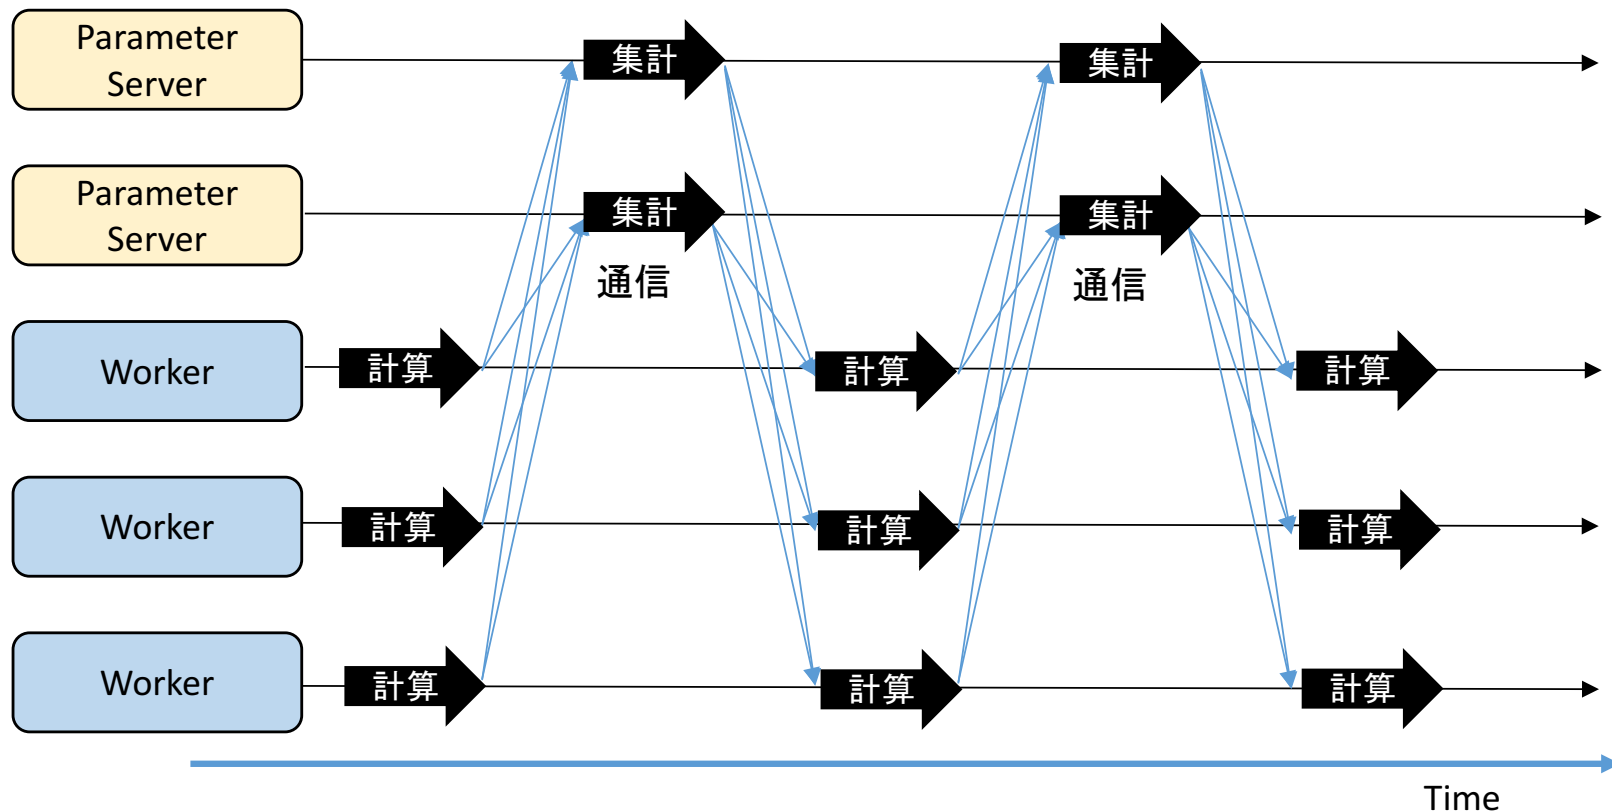 Parameter
Server
集計
集計
Parameter
Server
集計
集計
通信
通信
Worker
計算
計算
計算
Worker
計算
計算
計算
Worker
計算
計算
計算
Time